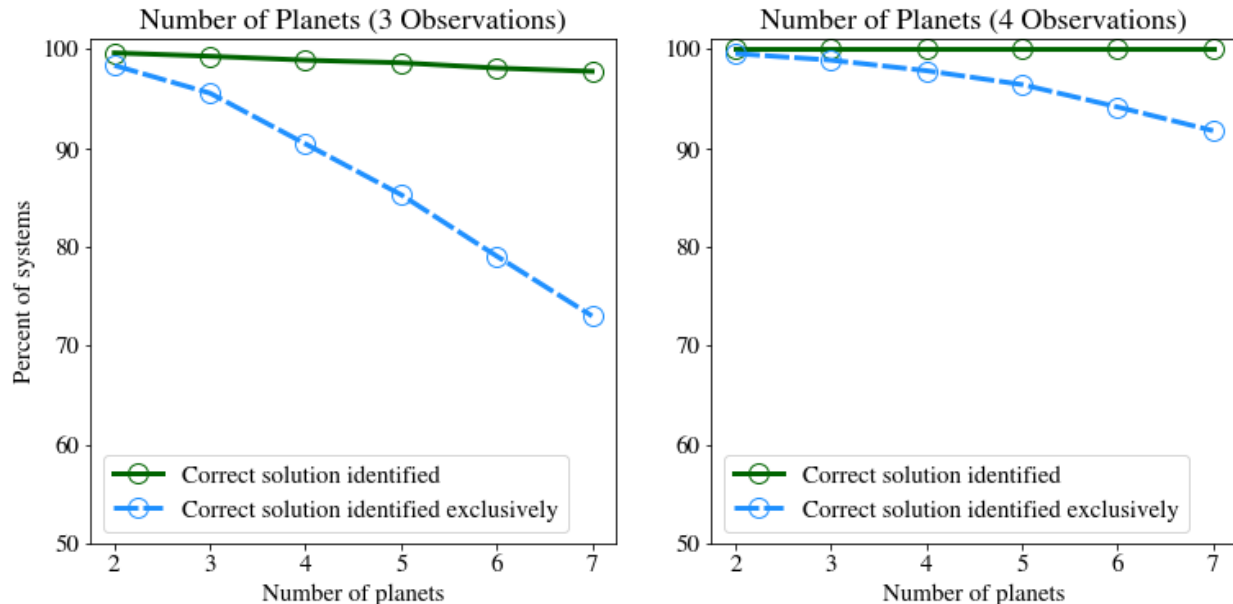 Number of Planets (3 Observations)
100
90
80
70
60
50
Percent of systems
Correct solution identified
Correct solution identified exclusively
2 3 4 5 6 7
Number of planets
Number of Planets (4 Observations)
100
90
80
70
60
50
Correct solution identified
Correct solution identified exclusively
2 3 4 5 6 7
Number of planets